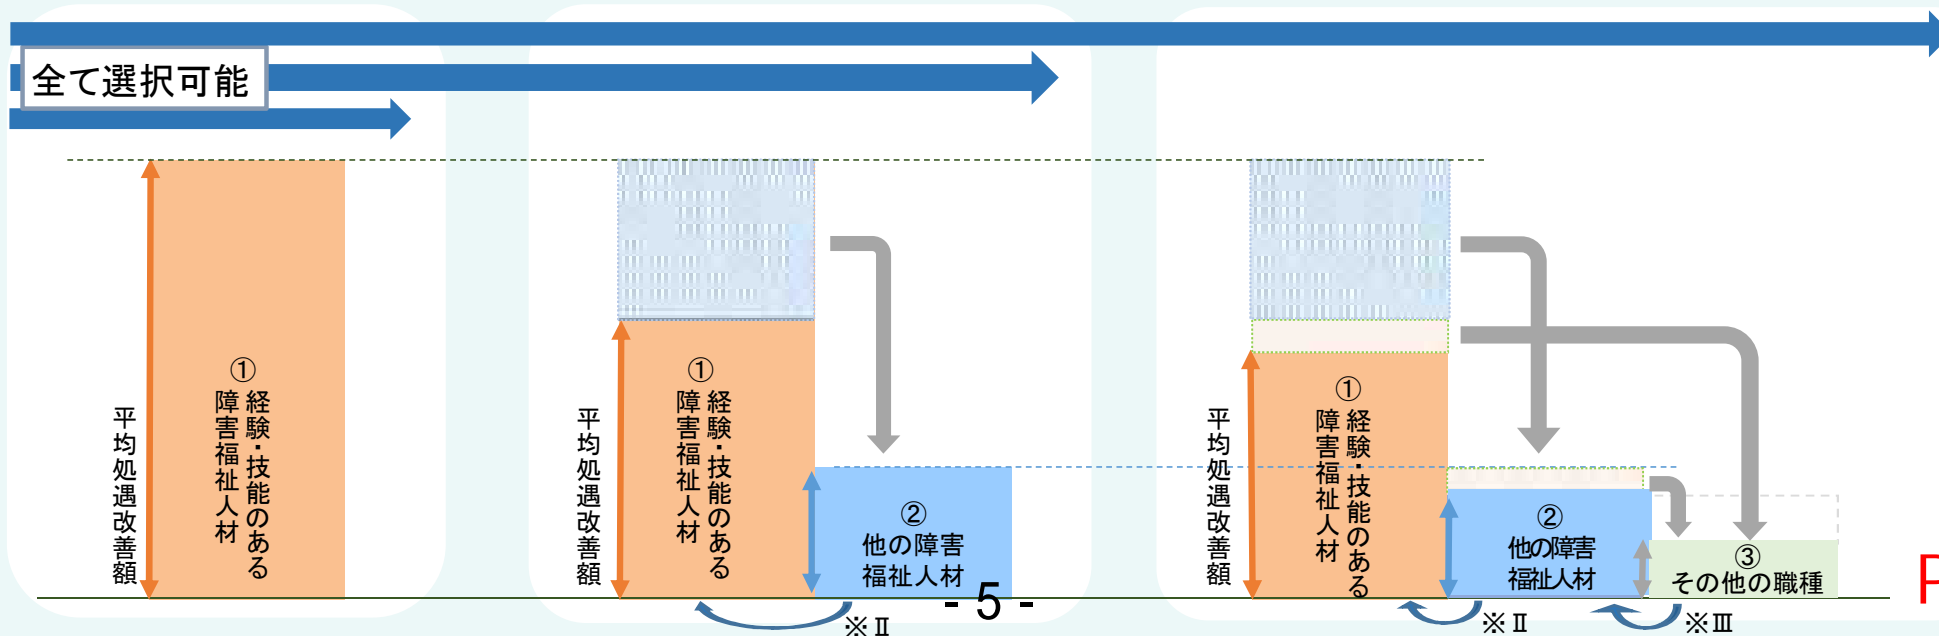 全て選択可能
平均処遇改善額
①
経験・技能のある
障害福祉人材
平均処遇改善額
①
経験・技能のある
障害福祉人材
②
他の障害
福祉人材
※Ⅱ
- 5 -
平均処遇改善額
①
経験・技能のある
障害福祉人材
②
他の障害
福祉人材
③
その他の職種
※Ⅱ
※Ⅲ